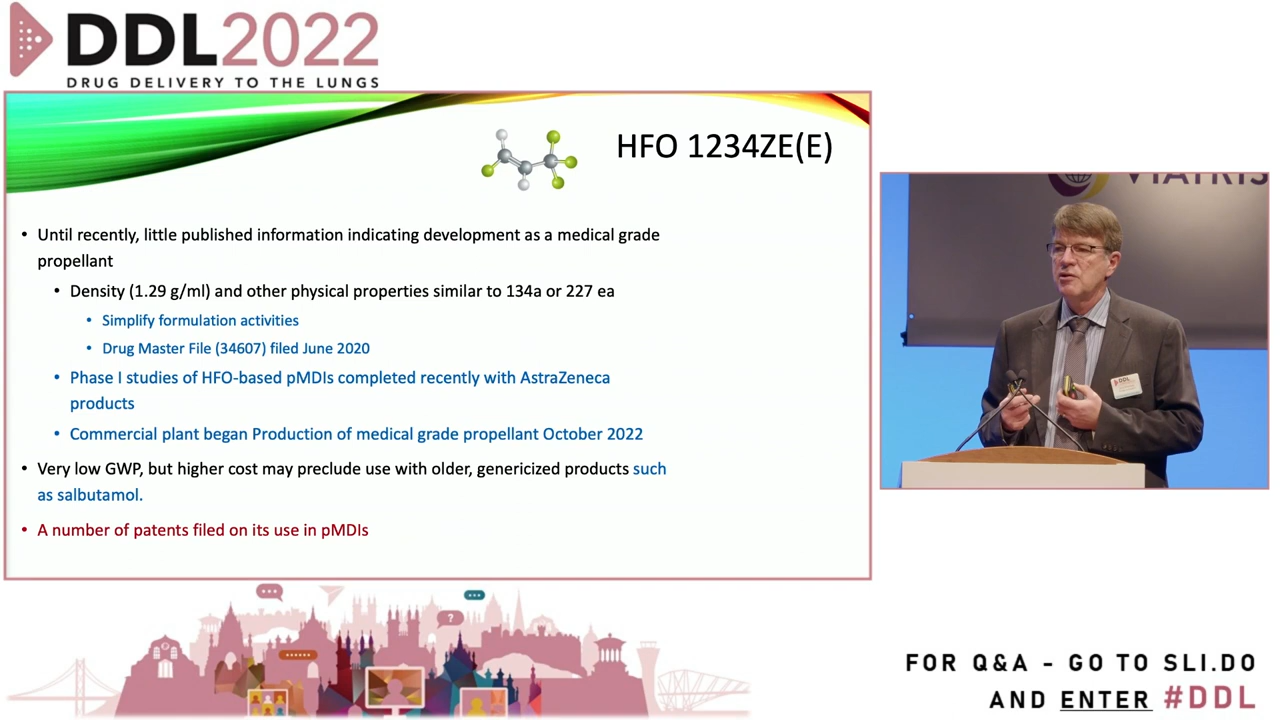 DDL2022
DRUG DELIVERY TO THE LUNGS
HFO 1234ZE(E)
• Until recently, little published information indicating development as a medical grade
propellant
• Density (1.29 g/ml) and other physical properties similar to 134a or 227 ea
• Simplify formulation activities
• Drug Master File (34607) filed June 2020
• Phase I studies of HFO-based pMDIs completed recently with AstraZeneca
products
• Commercial plant began Production of medical grade propellant October 2022
• Very low GWP, but higher cost may preclude use with older, genericized products such
as salbutamol.
• A number of patents filed on its use in pMDIs
VIATRIS
DDL
?
FOR Q&A - GO TO SLI.DO
AND ENTER #DDL